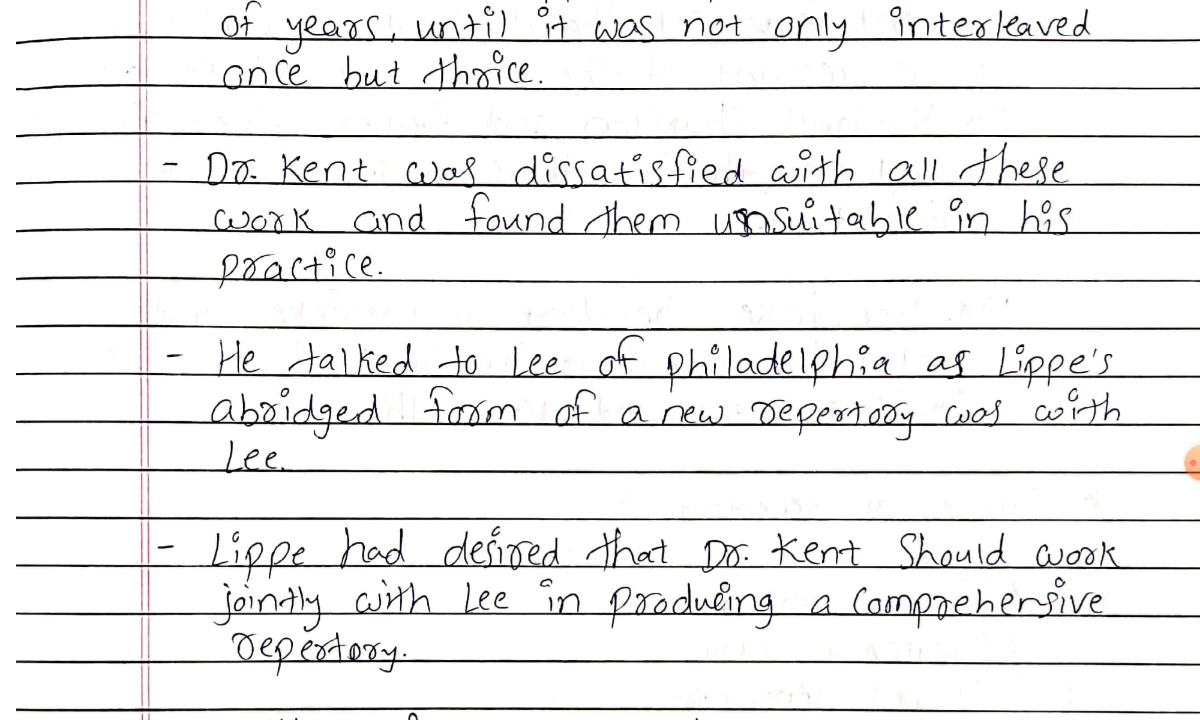 of years, until it was not only interleaved
once but thrice.
- Dr. Kent was dissatisfied with all these
work and found them unsuitable in his
practice.
- He talked to Lee of philadelphia as Lippe's
abridged form of a new repertory was with
Lee.
- Lippe had desired that Dr. Kent Should work
jointly with Lee in producing a comprehensive
repertory.